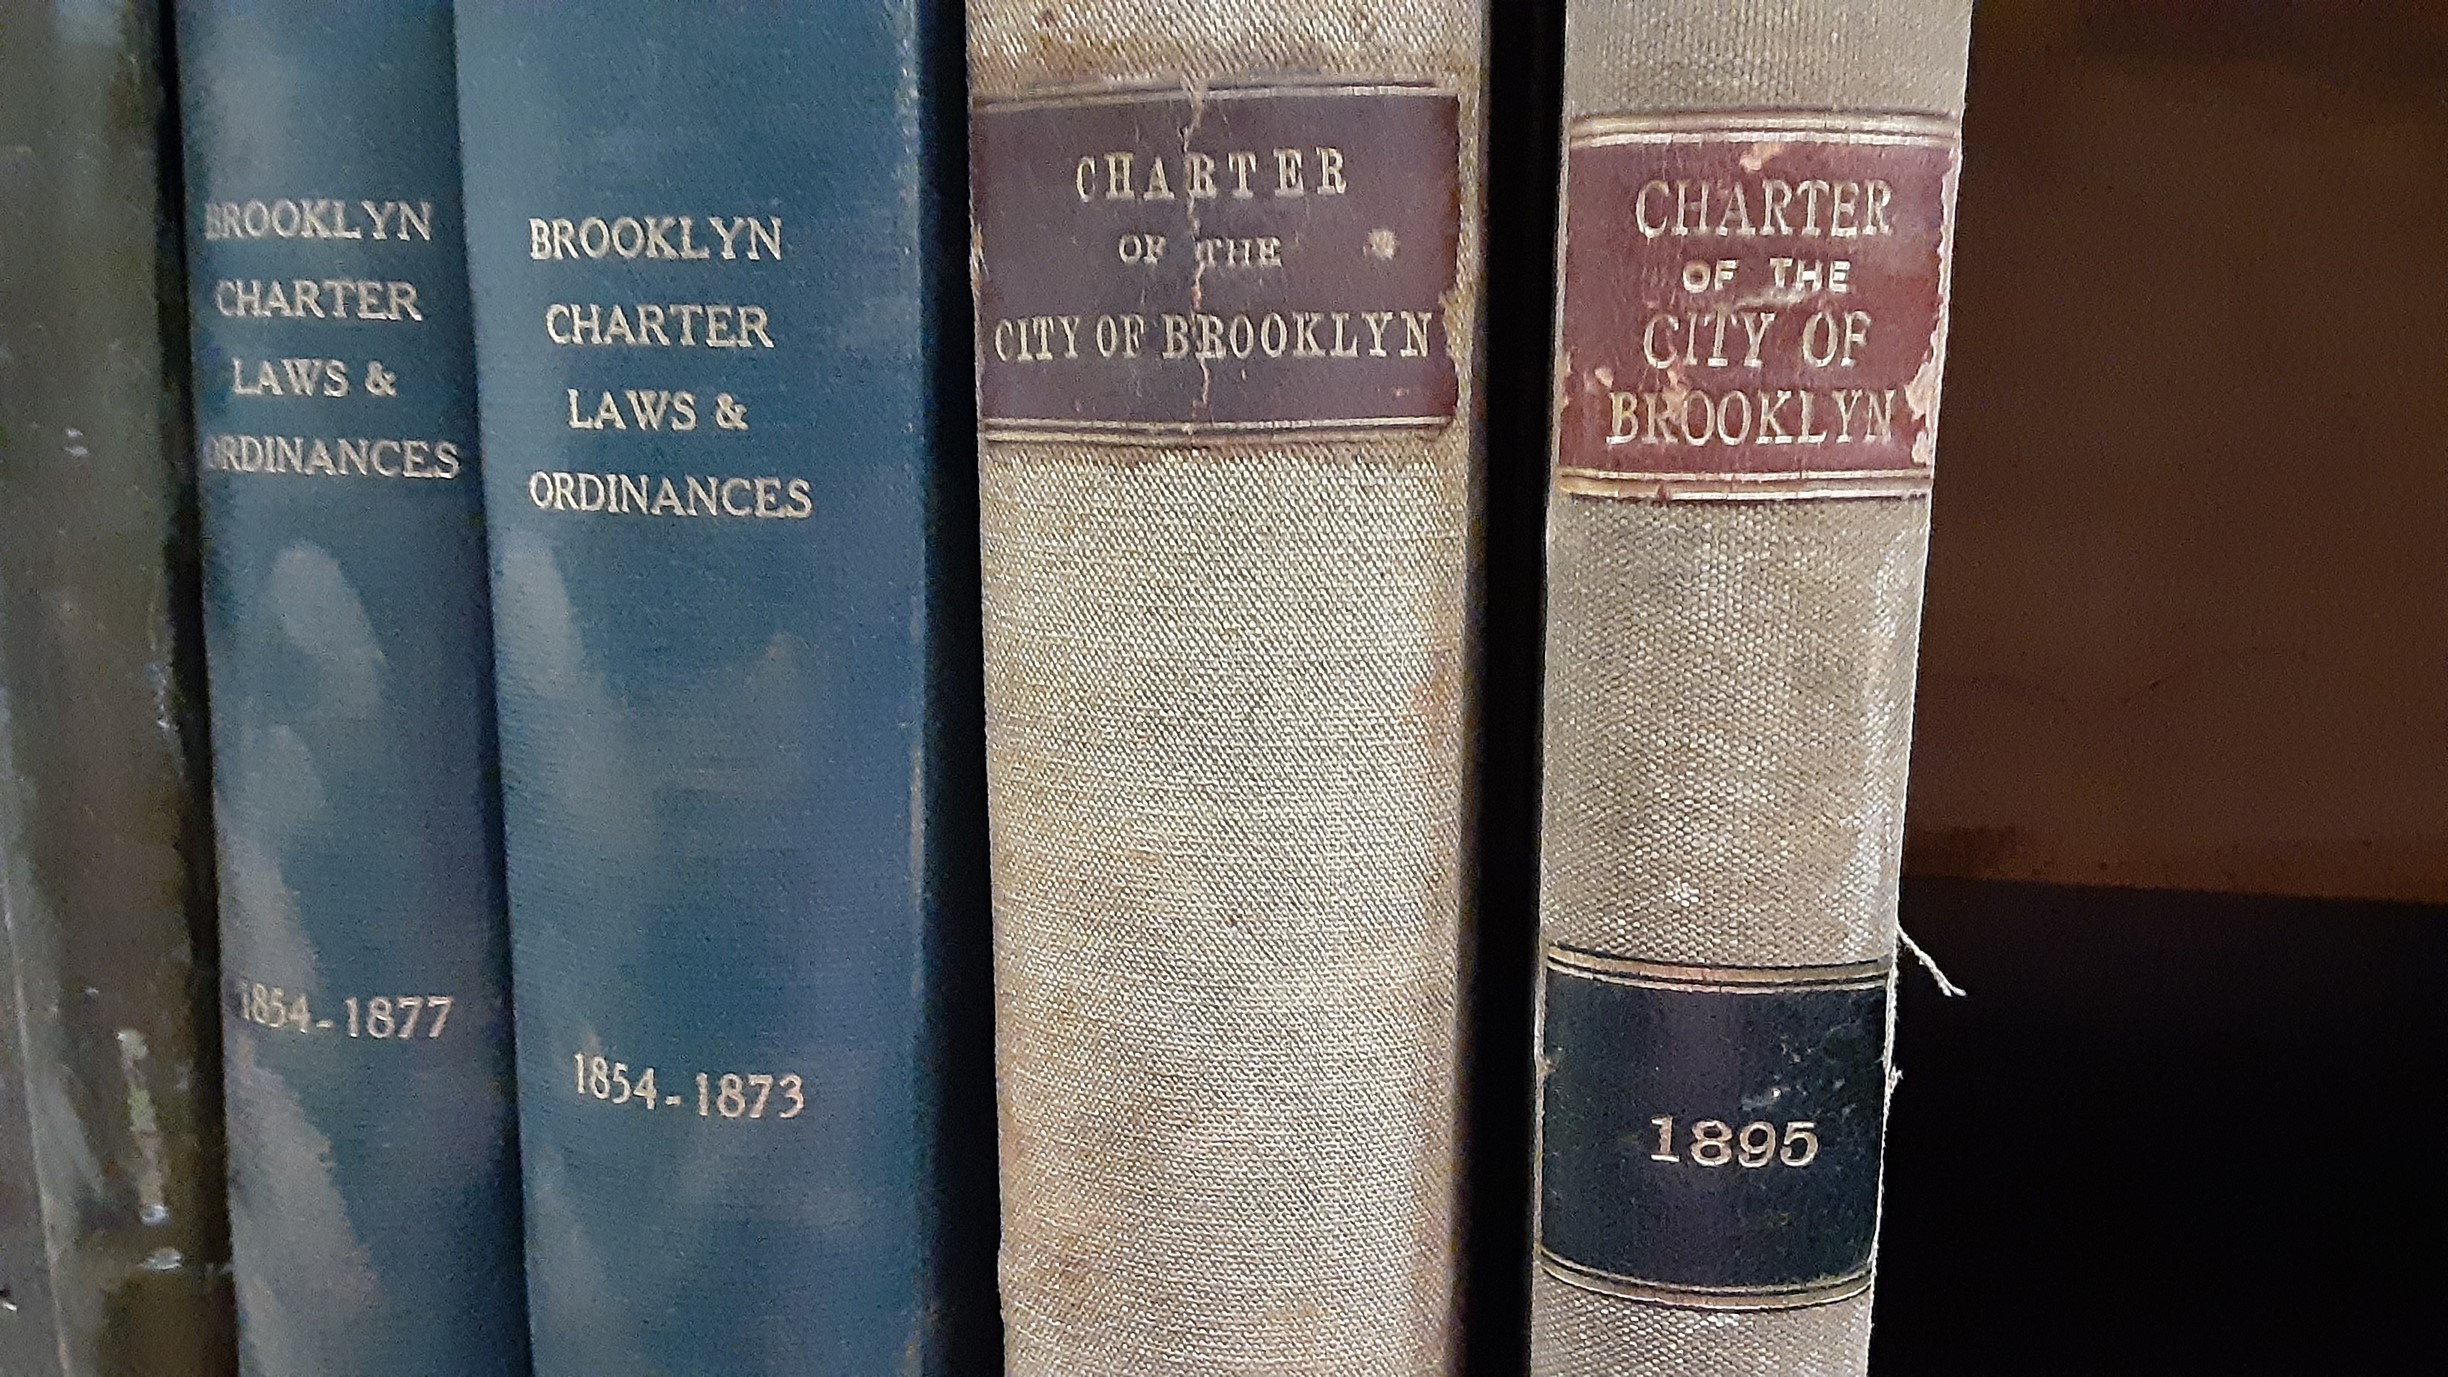 BROOKLYN
CHARTER
LAWS &
ORDINANCES
1854-1877
BROOKLYN
CHARTER
LAWS &
ORDINANCES
1854-1873
CHARTER
OF THE
CITY OF BROOKLYN
CHARTER
OF THE
CITY OF
BROOKLYN
1895